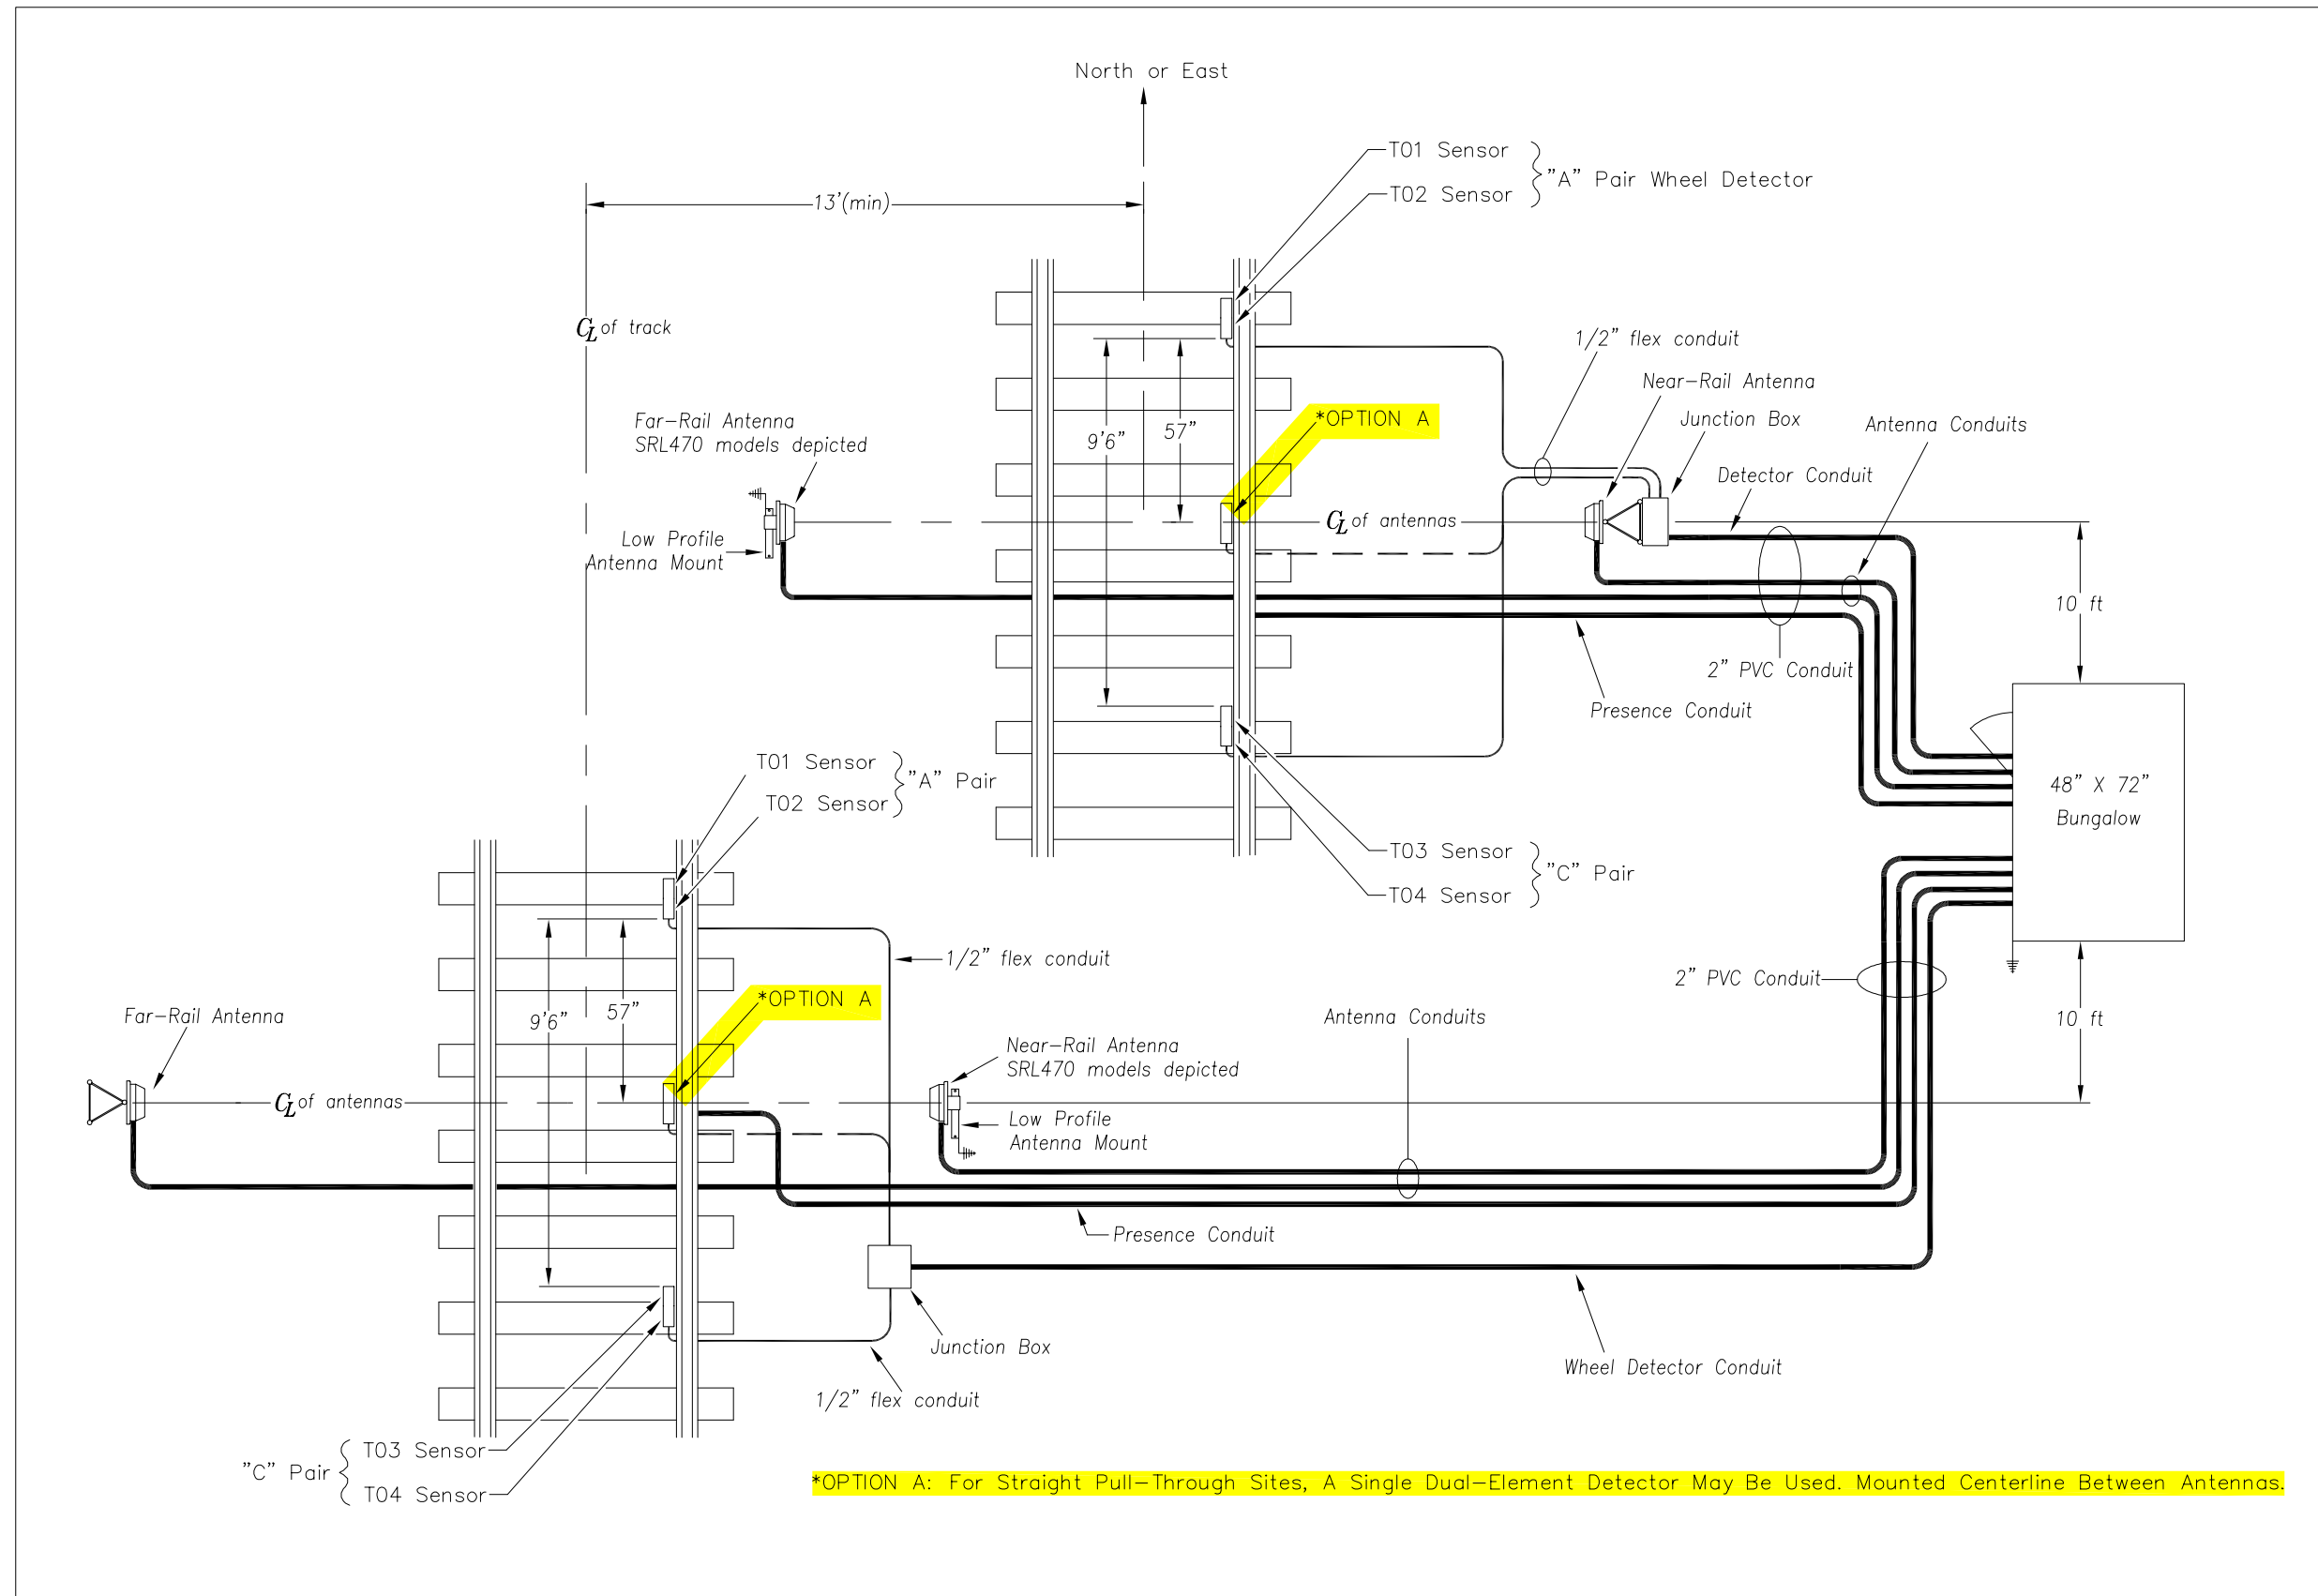 North or East
T01 Sensor
T02 Sensor
"A" Pair Wheel Detector
13'(min)
CL of track
1/2" flex conduit
Near-Rail Antenna
Junction Box
Antenna Conduits
Far-Rail Antenna
SRL470 models depicted
*OPTION A
9'6"
57"
Detector Conduit
CL of antennas
Low Profile
Antenna Mount
10 ft
2" PVC Conduit
Presence Conduit
T01 Sensor
T02 Sensor
"A" Pair
48" X 72"
Bungalow
T03 Sensor
T04 Sensor
"C" Pair
1/2" flex conduit
2" PVC Conduit
*OPTION A
9'6"
57"
Far-Rail Antenna
Antenna Conduits
10 ft
Near-Rail Antenna
SRL470 models depicted
CL of antennas
Low Profile
Antenna Mount
Presence Conduit
Junction Box
Wheel Detector Conduit
1/2" flex conduit
"C" Pair
T03 Sensor
T04 Sensor
*OPTION A: For Straight Pull-Through Sites, A Single Dual-Element Detector May Be Used. Mounted Centerline Between Antennas.